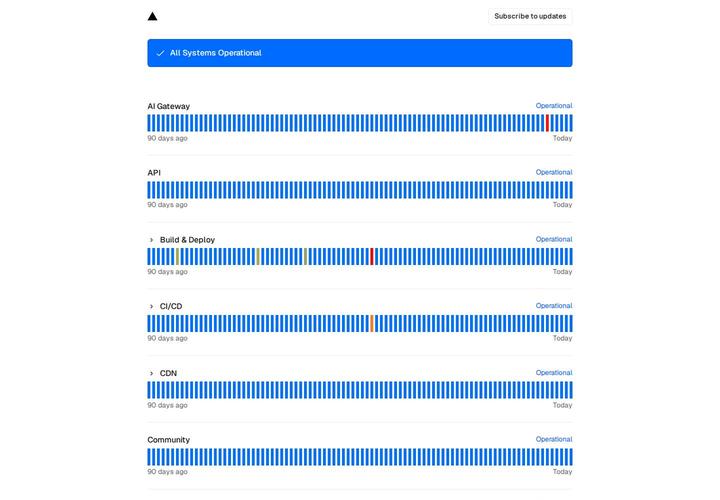 Subscribe to updates
All Systems Operational
AI Gateway
Operational
90 days ago
Today
API
Operational
90 days ago
Today
Build & Deploy
Operational
90 days ago
Today
CI/CD
Operational
90 days ago
Today
CDN
Operational
90 days ago
Today
Community
Operational
90 days ago
Today